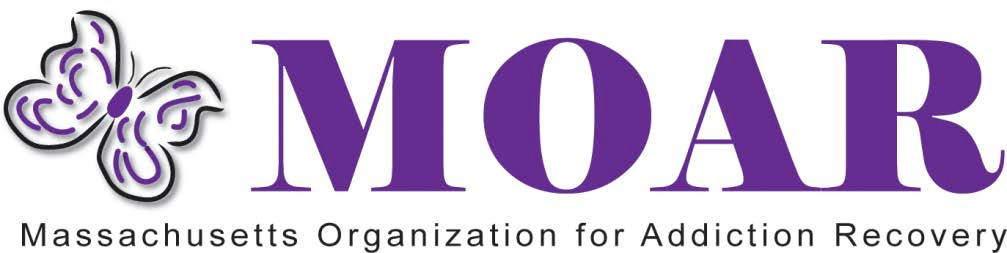 MOAR
Massachusetts Organization for Addiction Recovery